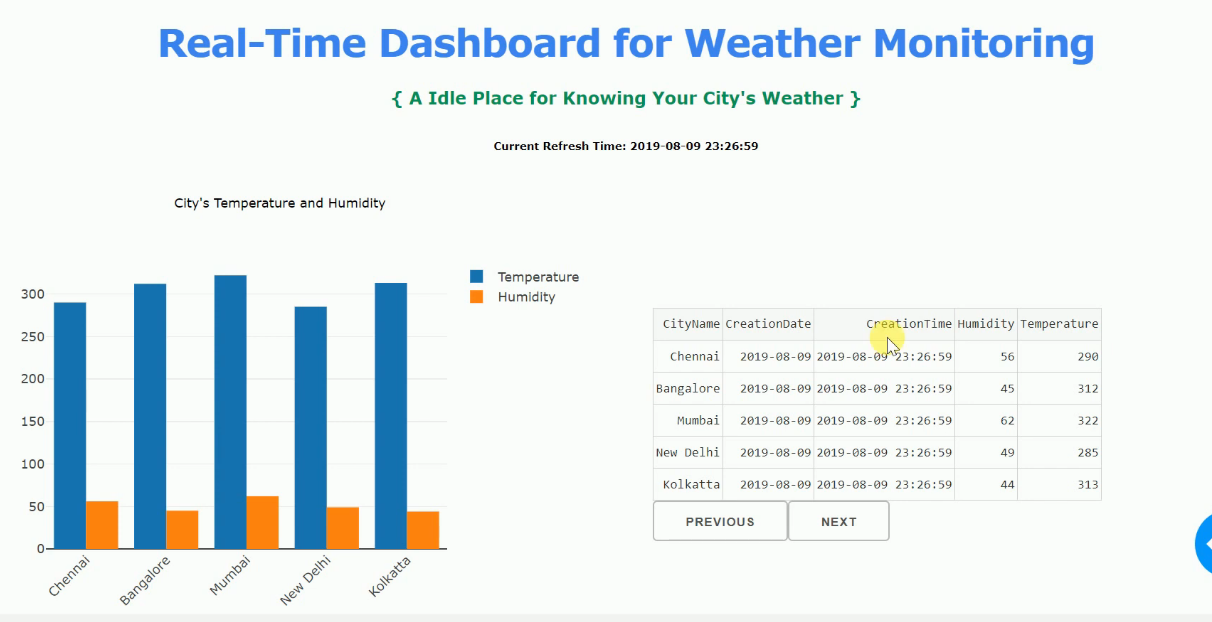 Real-Time Dashboard for Weather Monitoring
{ A Idle Place for Knowing Your City's Weather }
Current Refresh Time: 2019-08-09 23:26:59
City's Temperature and Humidity
Temperature
Humidity
300
250
200
150
100
50
0
Chennai
Bangalore
Mumbai
New Delhi
Kolkatta
CityName CreationDate CreationTime Humidity Temperature
Chennai 2019-08-09 2019-08-09 23:26:59 56 290
Bangalore 2019-08-09 2019-08-09 23:26:59 45 312
Mumbai 2019-08-09 2019-08-09 23:26:59 62 322
New Delhi 2019-08-09 2019-08-09 23:26:59 49 285
Kolkatta 2019-08-09 2019-08-09 23:26:59 44 313
PREVIOUS NEXT